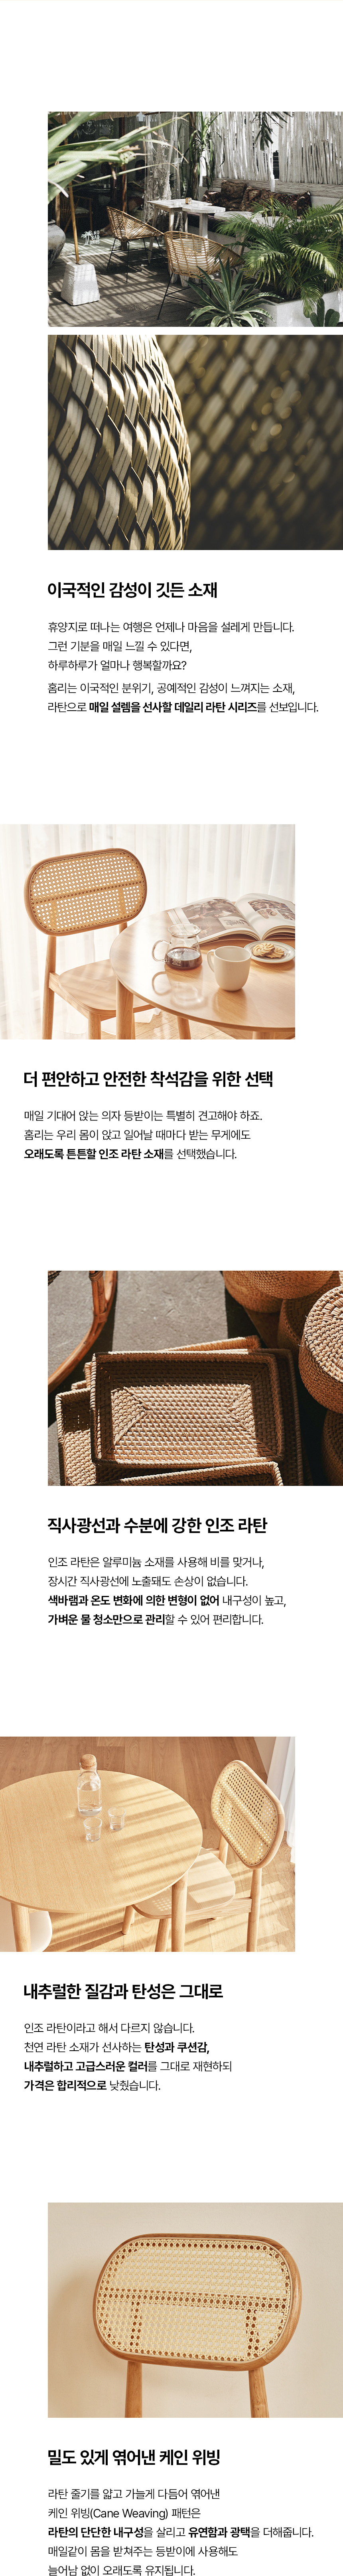 이국적인 감성이 깃든 소재
휴양지로 떠나는 여행은 언제나 마음을 설레게 만듭니다.
그런 기분을 매일 느낄 수 있다면,
하루하루가 얼마나 행복할까요?
홈리는 이국적인 분위기, 공예적인 감성이 느껴지는 소재,
라탄으로 매일 설렘을 선사할 데일리 라탄 시리즈를 선보입니다.
더 편안하고 안전한 착석감을 위한 선택
매일 기대어 앉는 의자 등받이는 특별히 견고해야 하죠.
홈리는 우리 몸이 앉고 일어날 때마다 받는 무게에도
오래도록 튼튼할 인조 라탄 소재를 선택했습니다.
직사광선과 수분에 강한 인조 라탄
인조 라탄은 알루미늄 소재를 사용해 비를 맞거나,
장시간 직사광선에 노출돼도 손상이 없습니다.
색바램과 온도 변화에 의한 변형이 없어 내구성이 높고,
가벼운 물 청소만으로 관리할 수 있어 편리합니다.
내추럴한 질감과 탄성은 그대로
인조 라탄이라고 해서 다르지 않습니다.
천연 라탄 소재가 선사하는 탄성과 쿠션감,
내추럴하고 고급스러운 컬러를 그대로 재현하되
가격은 합리적으로 낮췄습니다.
밀도 있게 엮어낸 케인 위빙
라탄 줄기를 얇고 가늘게 다듬어 엮어낸
케인 위빙(Cane Weaving) 패턴은
라탄의 단단한 내구성을 살리고 유연함과 광택을 더해줍니다.
매일같이 몸을 받쳐주는 등받이에 사용해도
늘어남 없이 오래도록 유지됩니다.